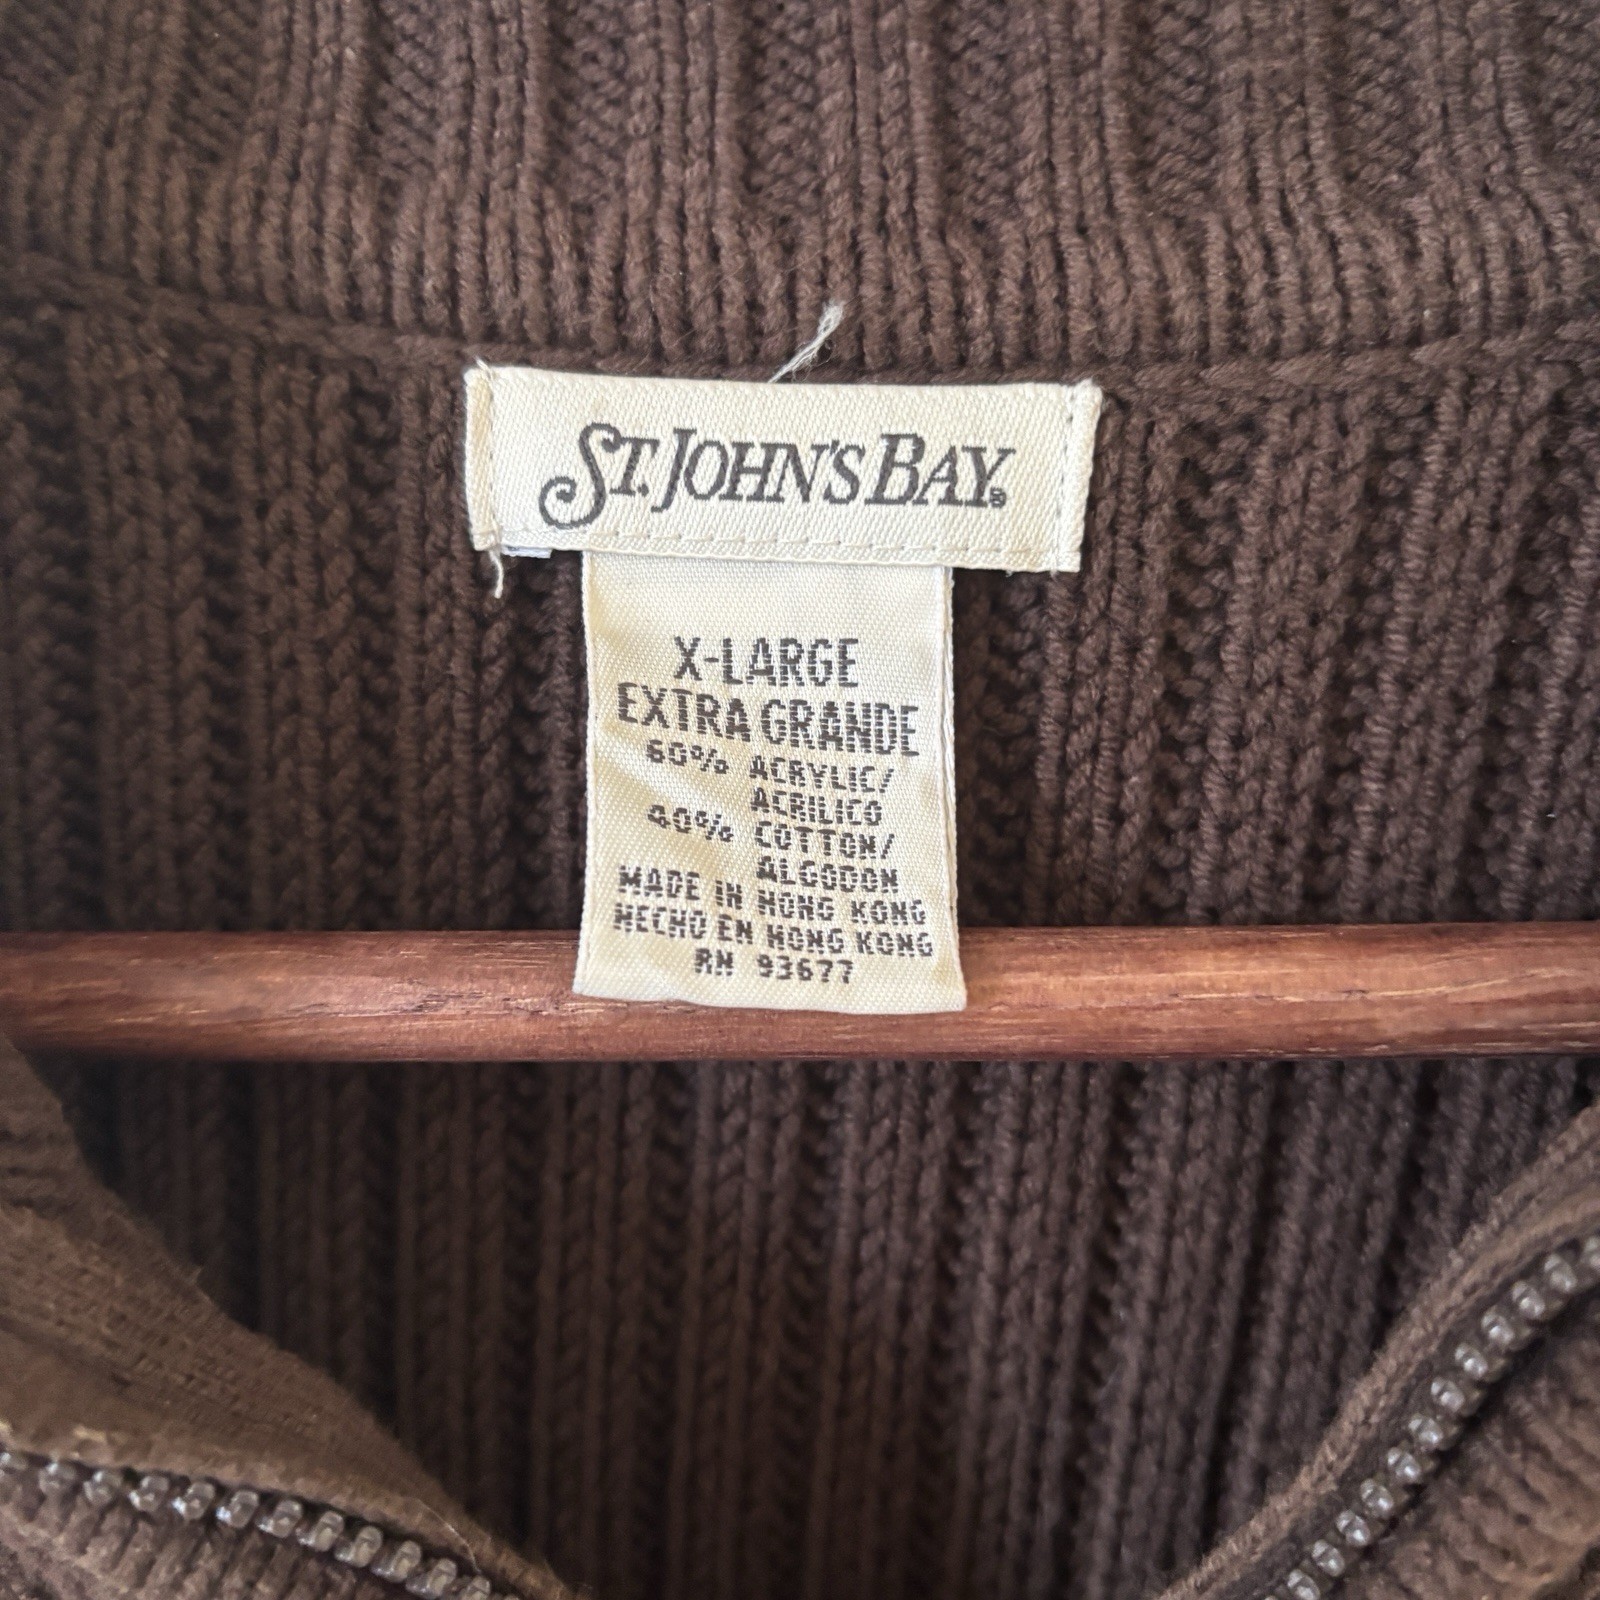 ST. JOHN'S BAY®
X-LARGE
EXTRA GRANDE
60% ACRYLIC/
ACRILICO
40% COTTON/
ALGODON
MADE IN HONG KONG
HECHO EN HONG KONG
RN 93677